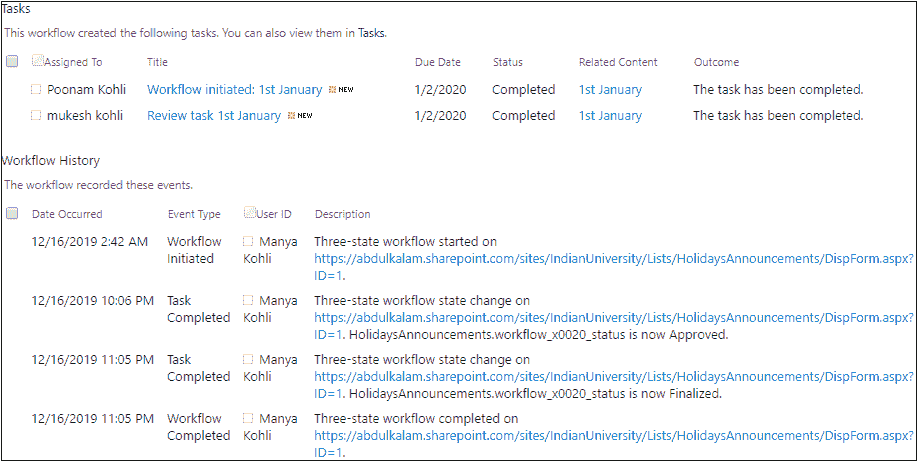 Tasks
This workflow created the following tasks. You can also view them in Tasks.
Assigned To Title Due Date Status Related Content Outcome
Poonam Kohli Workflow initiated: 1st January NEW 1/2/2020 Completed 1st January The task has been completed.
mukesh kohli Review task 1st January NEW 1/2/2020 Completed 1st January The task has been completed.
Workflow History
The workflow recorded these events.
Date Occurred Event Type User ID Description
12/16/2019 2:42 AM Workflow Manya Three-state workflow started on
Initiated Kohli https://abdulkalam.sharepoint.com/sites/IndianUniversity/Lists/HolidaysAnnouncements/DispForm.aspx?
ID=1.
12/16/2019 10:06 PM Task Manya Three-state workflow state change on
Completed Kohli https://abdulkalam.sharepoint.com/sites/IndianUniversity/Lists/HolidaysAnnouncements/DispForm.aspx?
ID=1. HolidaysAnnouncements.workflow_x0020_status is now Approved.
12/16/2019 11:05 PM Task Manya Three-state workflow state change on
Completed Kohli https://abdulkalam.sharepoint.com/sites/IndianUniversity/Lists/HolidaysAnnouncements/DispForm.aspx?
ID=1. HolidaysAnnouncements.workflow_x0020_status is now Finalized.
12/16/2019 11:05 PM Workflow Manya Three-state workflow completed on
Completed Kohli https://abdulkalam.sharepoint.com/sites/IndianUniversity/Lists/HolidaysAnnouncements/DispForm.aspx?
ID=1.